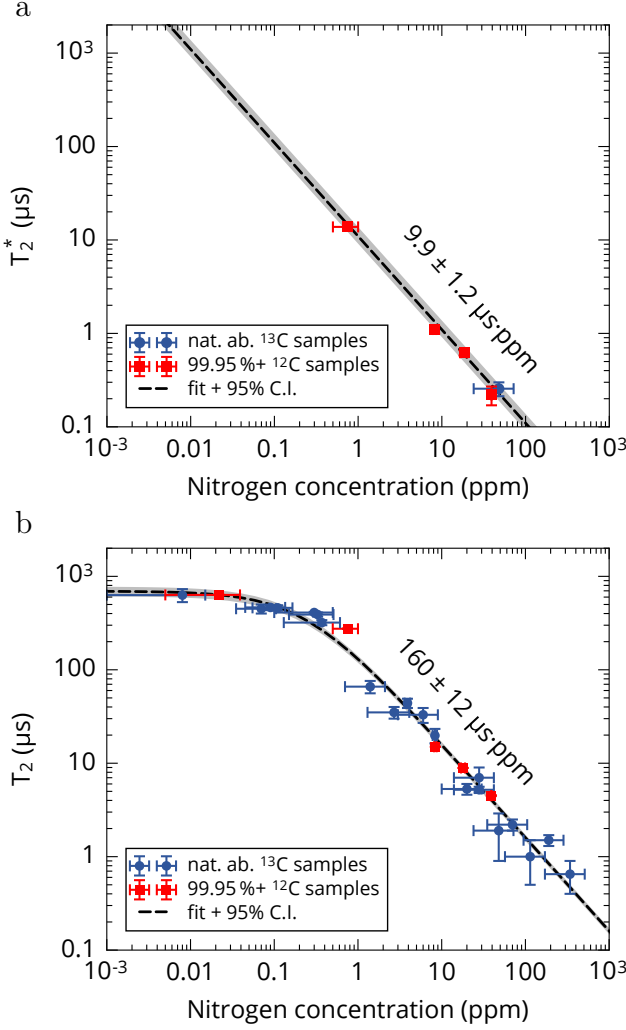 a
10³
100
10
1
0.1
T₂* (μs)
9.9 ± 1.2 μs·ppm
nat. ab. ¹³C samples
99.95 %+ ¹²C samples
fit + 95% C.I.
10⁻³ 0.01 0.1 1 10 100 10³
Nitrogen concentration (ppm)
b
10³
100
10
1
0.1
T₂ (μs)
160 ± 12 μs·ppm
nat. ab. ¹³C samples
99.95 %+ ¹²C samples
fit + 95% C.I.
10⁻³ 0.01 0.1 1 10 100 10³
Nitrogen concentration (ppm)